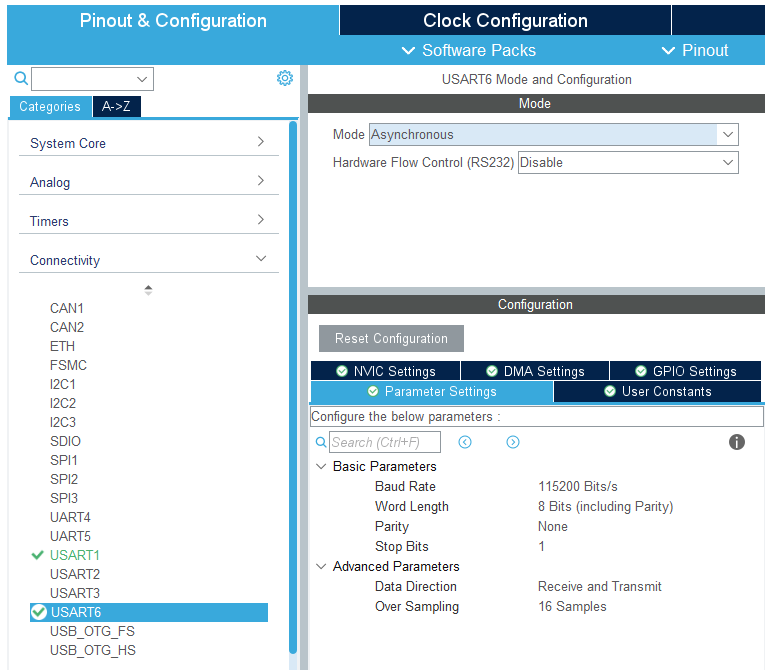 Pinout & Configuration
Clock Configuration
Software Packs
Pinout
Categories
A->Z
System Core
Analog
Timers
Connectivity
CAN1
CAN2
ETH
FSMC
I2C1
I2C2
I2C3
SDIO
SPI1
SPI2
SPI3
UART4
UART5
USART1
USART2
USART3
USART6
USB_OTG_FS
USB_OTG_HS
USART6 Mode and Configuration
Mode
Mode Asynchronous
Hardware Flow Control (RS232) Disable
Configuration
Reset Configuration
NVIC Settings
DMA Settings
GPIO Settings
Parameter Settings
User Constants
Configure the below parameters :
Search (Ctrl+F)
Basic Parameters
Baud Rate 115200 Bits/s
Word Length 8 Bits (including Parity)
Parity None
Stop Bits 1
Advanced Parameters
Data Direction Receive and Transmit
Over Sampling 16 Samples